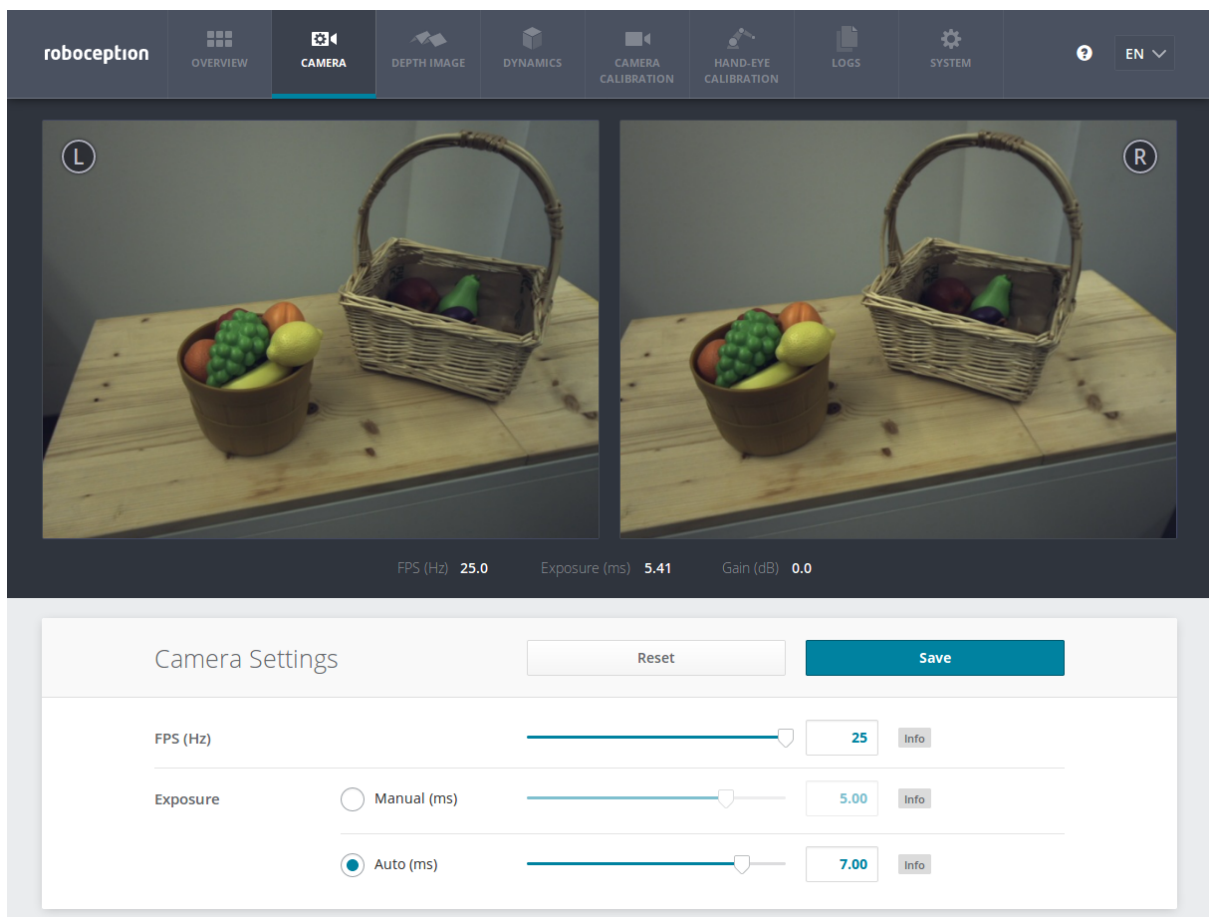 roboception
OVERVIEW
CAMERA
DEPTH IMAGE
DYNAMICS
CAMERA
CALIBRATION
HAND-EYE
CALIBRATION
LOGS
SYSTEM
?
EN
L
R
FPS (Hz) 25.0 Exposure (ms) 5.41 Gain (dB) 0.0
Camera Settings Reset Save
FPS (Hz) 25 Info
Exposure Manual (ms) 5.00 Info
Auto (ms) 7.00 Info